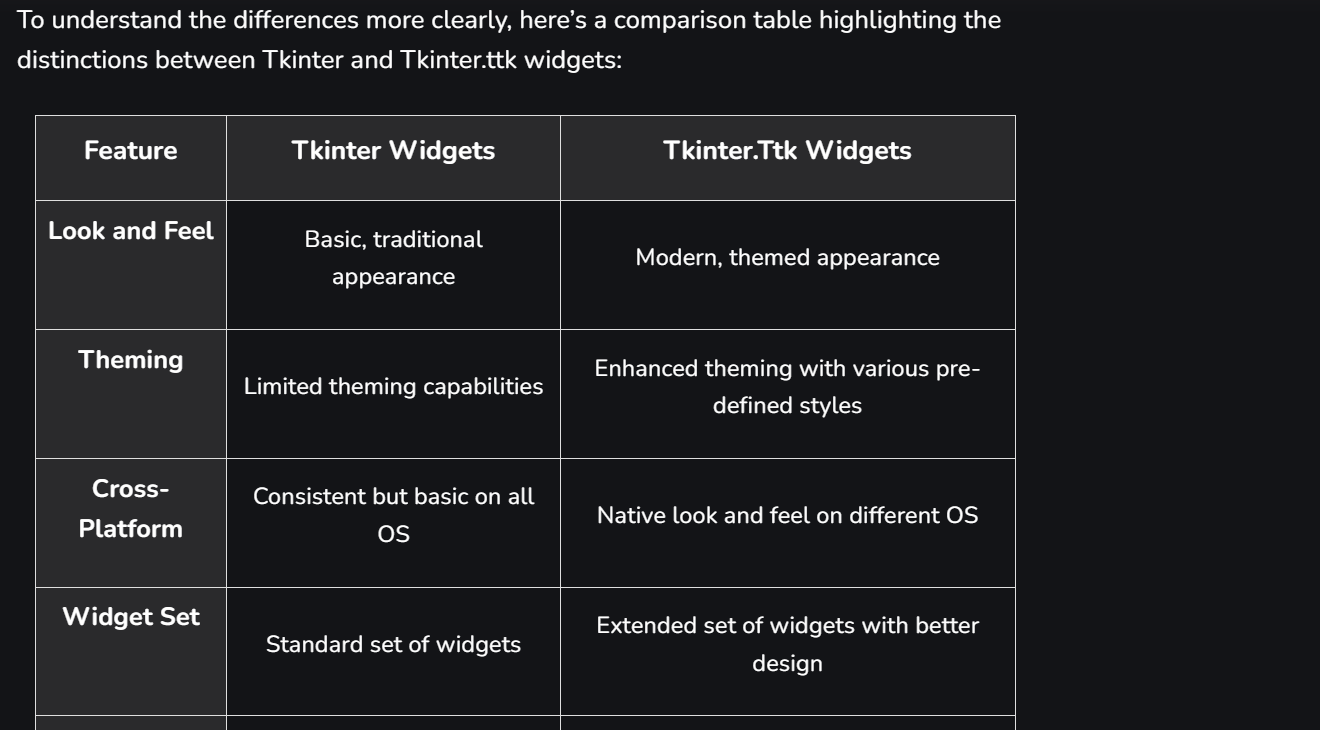 To understand the differences more clearly, here’s a comparison table highlighting the
distinctions between Tkinter and Tkinter.ttk widgets:
Feature
Tkinter Widgets
Tkinter.Ttk Widgets
Look and Feel
Basic, traditional
appearance
Modern, themed appearance
Theming
Limited theming capabilities
Enhanced theming with various pre-
defined styles
Cross-
Platform
Consistent but basic on all
OS
Native look and feel on different OS
Widget Set
Standard set of widgets
Extended set of widgets with better
design